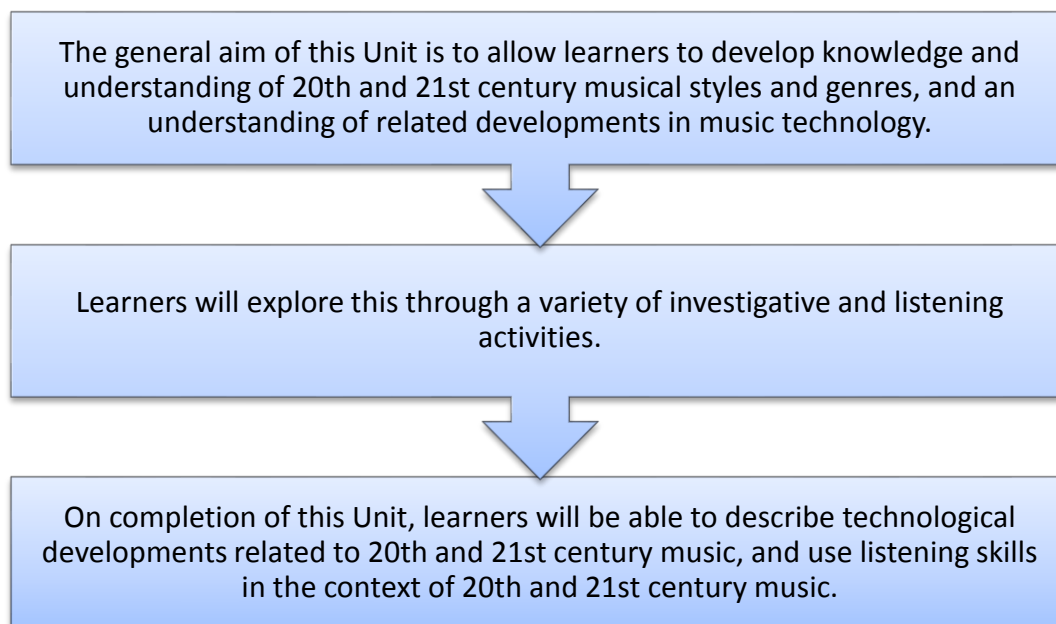 The general aim of this Unit is to allow learners to develop knowledge and
understanding of 20th and 21st century musical styles and genres, and an
understanding of related developments in music technology.
Learners will explore this through a variety of investigative and listening
activities.
On completion of this Unit, learners will be able to describe technological
developments related to 20th and 21st century music, and use listening skills
in the context of 20th and 21st century music.